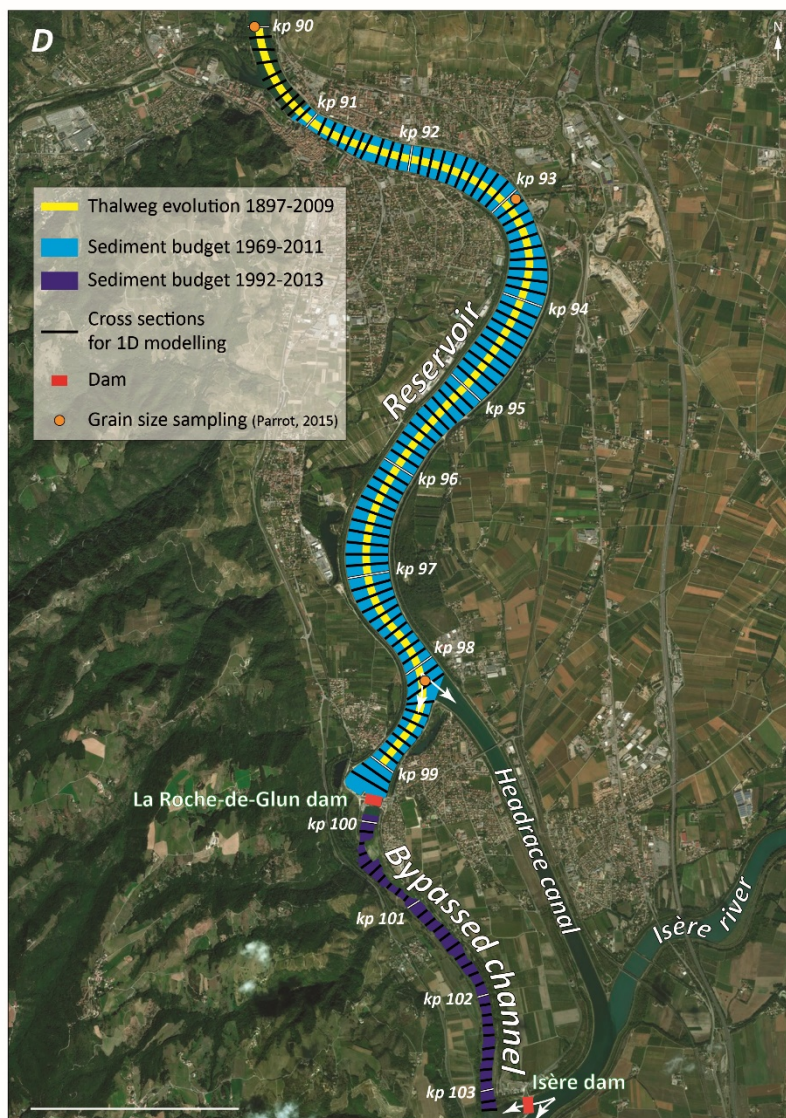 D
N
kp 90
kp 91
kp 92
kp 93
Thalweg evolution 1897-2009
Sediment budget 1969-2011
Sediment budget 1992-2013
Cross sections
for 1D modelling
Dam
Grain size sampling (Parrot, 2015)
kp 94
Reservoir
kp 95
kp 96
kp 97
kp 98
kp 99
La Roche-de-Glun dam
kp 100
Headrace canal
Bypassed channel
kp 101
Isère river
kp 102
kp 103
Isère dam